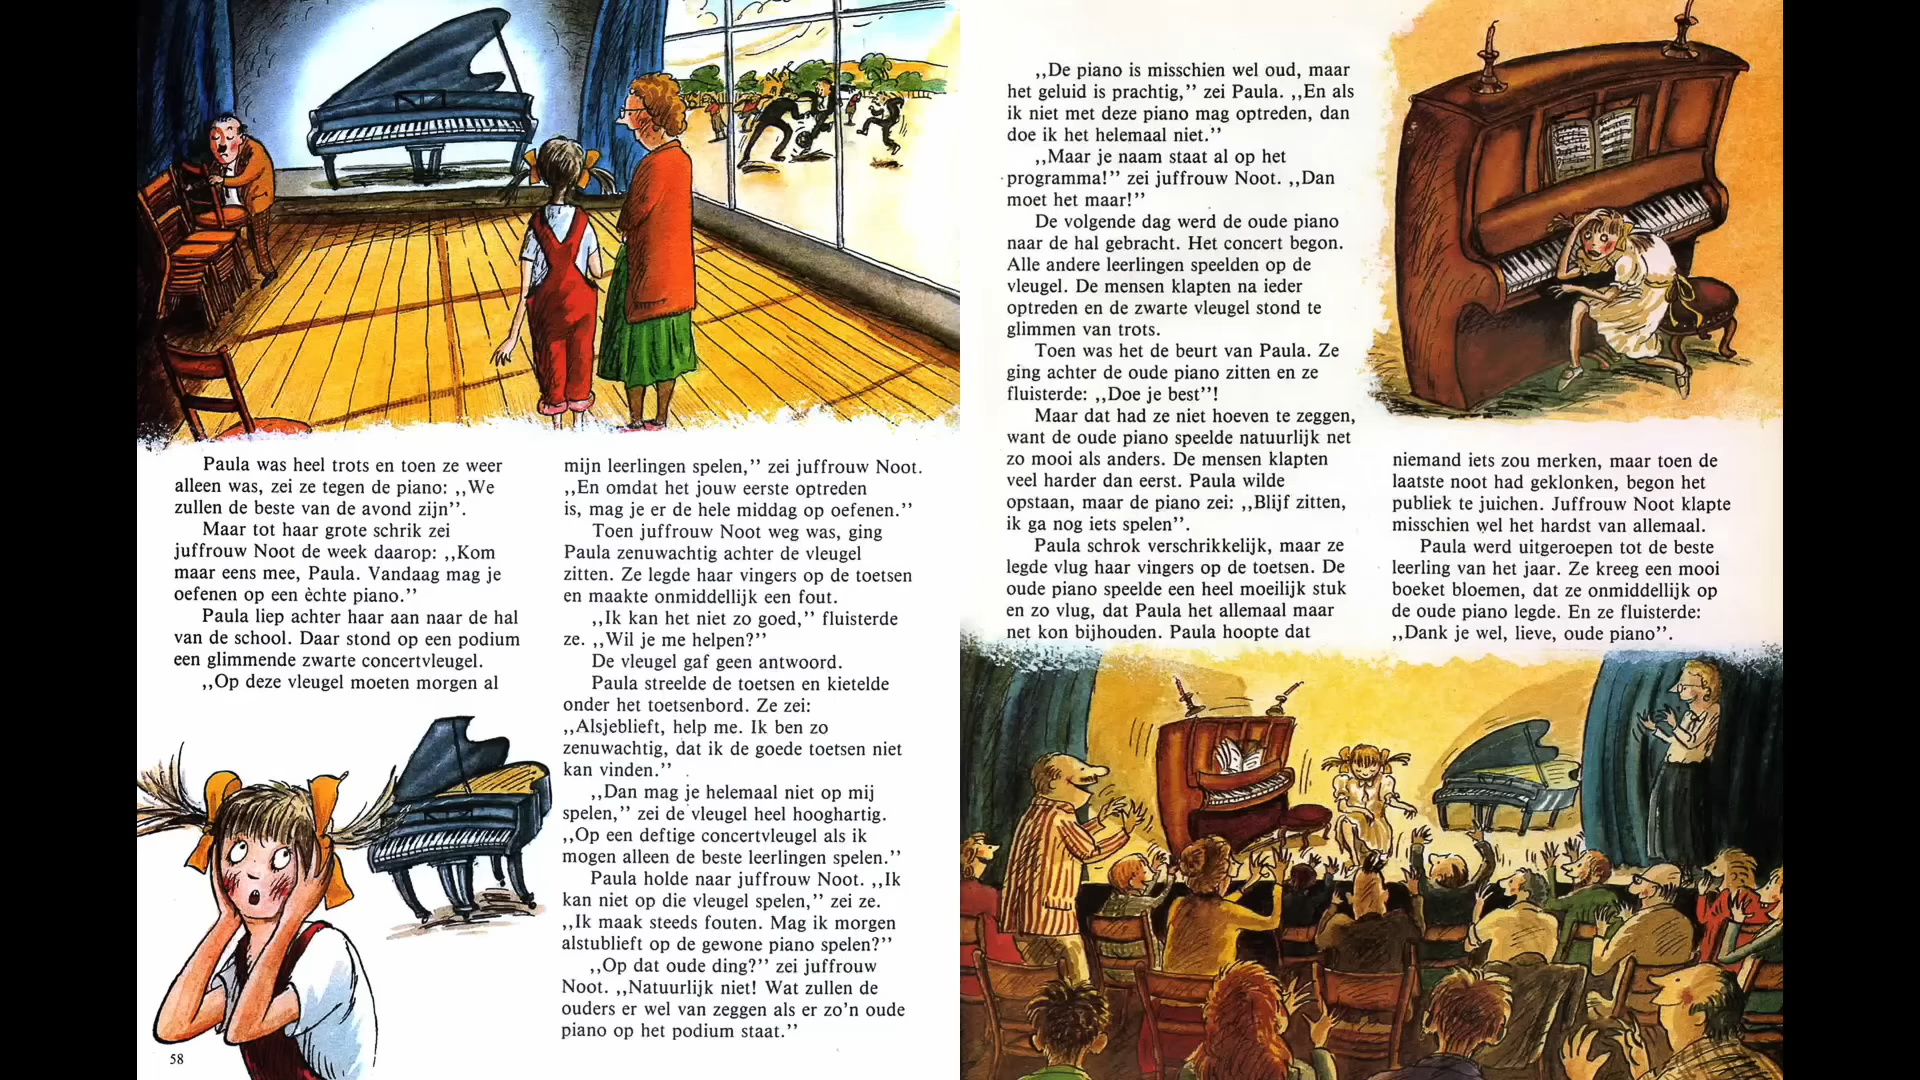 Paula was heel trots en toen ze weer
alleen was, zei ze tegen de piano: ,,We
zullen de beste van de avond zijn’’.
Maar tot haar grote schrik zei
juffrouw Noot de week daarop: ,,Kom
maar eens mee, Paula. Vandaag mag je
oefenen op een èchte piano.’’
Paula liep achter haar aan naar de hal
van de school. Daar stond op een podium
een glimmende zwarte concertvleugel.
,,Op deze vleugel moeten morgen al
mijn leerlingen spelen,’’ zei juffrouw Noot.
,,En omdat het jouw eerste optreden
is, mag je er de hele middag op oefenen.’’
Toen juffrouw Noot weg was, ging
Paula zenuwachtig achter de vleugel
zitten. Ze legde haar vingers op de toetsen
en maakte onmiddellijk een fout.
,,Ik kan het niet zo goed,’’ fluisterde
ze. ,,Wil je me helpen?’’
De vleugel gaf geen antwoord.
Paula streelde de toetsen en kietelde
onder het toetsenbord. Ze zei:
,,Alsjeblieft, help me. Ik ben zo
zenuwachtig, dat ik de goede toetsen niet
kan vinden.’’
,,Dan mag je helemaal niet op mij
spelen,’’ zei de vleugel heel hooghartig.
,,Op een deftige concertvleugel als ik
mogen alleen de beste leerlingen spelen.’’
Paula holde naar juffrouw Noot. ,,Ik
kan niet op die vleugel spelen,’’ zei ze.
,,Ik maak steeds fouten. Mag ik morgen
alstublieft op de gewone piano spelen?’’
,,Op dat oude ding?’’ zei juffrouw
Noot. ,,Natuurlijk niet! Wat zullen de
ouders er wel van zeggen als er zo’n oude
piano op het podium staat.’’
58
,,De piano is misschien wel oud, maar
het geluid is prachtig,’’ zei Paula. ,,En als
ik niet met deze piano mag optreden, dan
doe ik het helemaal niet.’’
,,Maar je naam staat al op het
programma!’’ zei juffrouw Noot. ,,Dan
moet het maar!’’
De volgende dag werd de oude piano
naar de hal gebracht. Het concert begon.
Alle andere leerlingen speelden op de
vleugel. De mensen klapten na ieder
optreden en de zwarte vleugel stond te
glimmen van trots.
Toen was het de beurt van Paula. Ze
ging achter de oude piano zitten en ze
fluisterde: ,,Doe je best’’!
Maar dat had ze niet hoeven te zeggen,
want de oude piano speelde natuurlijk net
zo mooi als anders. De mensen klapten
veel harder dan eerst. Paula wilde
opstaan, maar de piano zei: ,,Blijf zitten,
ik ga nog iets spelen’’.
Paula schrok verschrikkelijk, maar ze
legde vlug haar vingers op de toetsen. De
oude piano speelde een heel moeilijk stuk
en zo vlug, dat Paula het allemaal maar
net kon bijhouden. Paula hoopte dat
niemand iets zou merken, maar toen de
laatste noot had geklonken, begon het
publiek te juichen. Juffrouw Noot klapte
misschien wel het hardst van allemaal.
Paula werd uitgeroepen tot de beste
leerling van het jaar. Ze kreeg een mooi
boeket bloemen, dat ze onmiddellijk op
de oude piano legde. En ze fluisterde:
,,Dank je wel, lieve, oude piano’’.